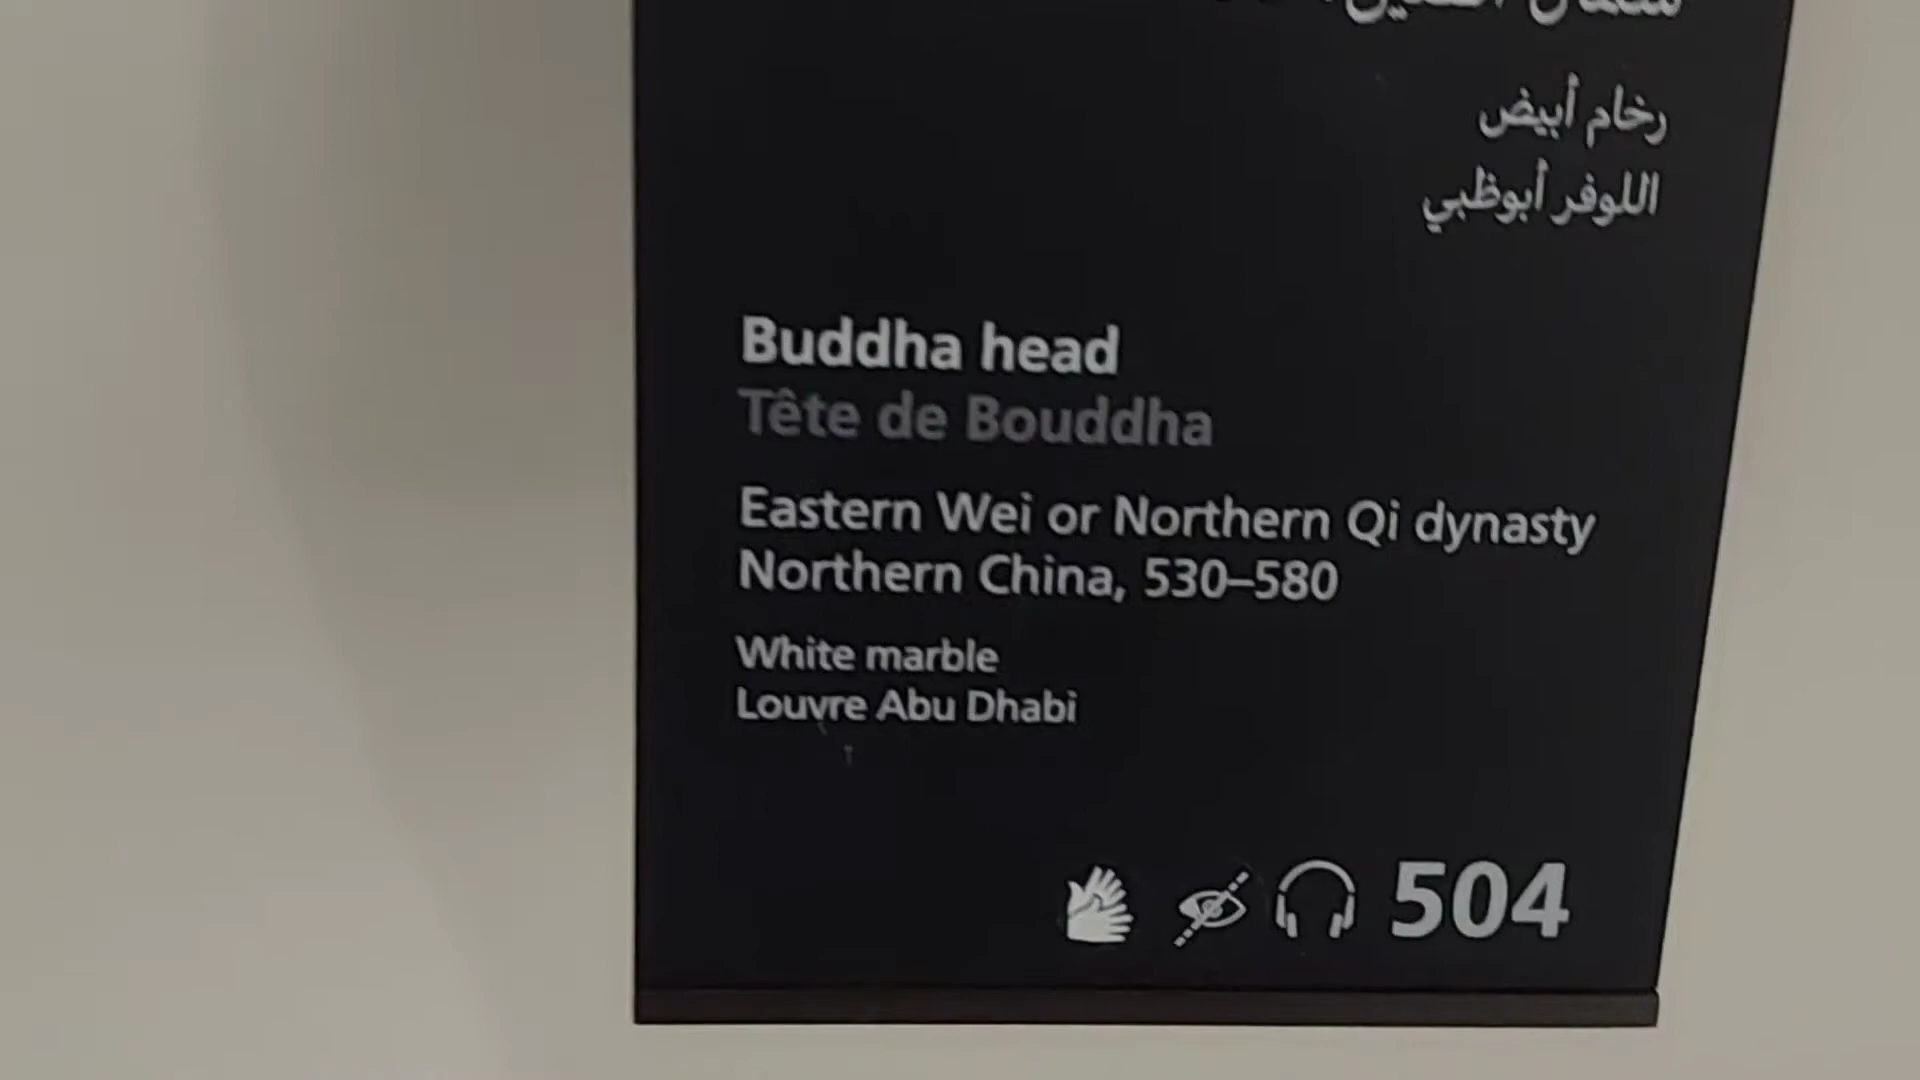 رخام أبيض
اللوفر أبوظبي
Buddha head
Tête de Bouddha
Eastern Wei or Northern Qi dynasty
Northern China, 530–580
White marble
Louvre Abu Dhabi
504